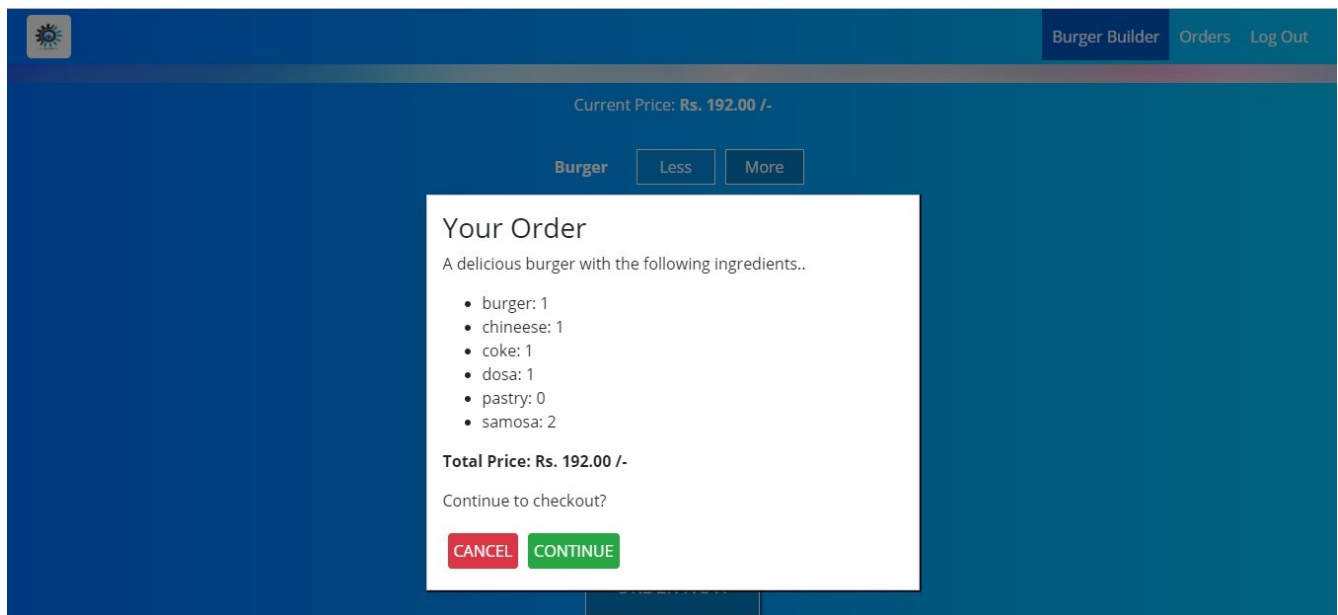 Burger Builder Orders Log Out
Current Price: Rs. 192.00 /-
Burger Less More
Your Order
A delicious burger with the following ingredients..
burger: 1
chineese: 1
coke: 1
dosa: 1
pastry: 0
samosa: 2
Total Price: Rs. 192.00 /-
Continue to checkout?
CANCEL CONTINUE